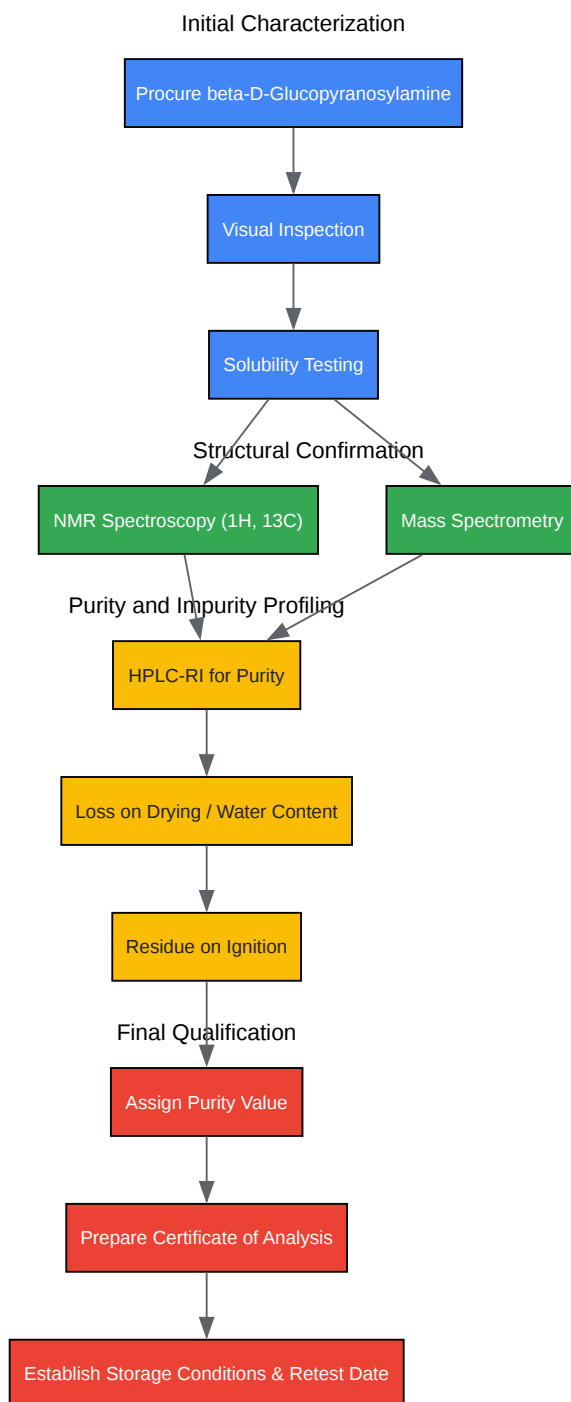 Initial Characterization
Procure beta-D-Glucopyranosylamine
Visual Inspection
Solubility Testing
Structural Confirmation
NMR Spectroscopy (1H, 13C)
Mass Spectrometry
Purity and Impurity Profiling
HPLC-RI for Purity
Loss on Drying / Water Content
Residue on Ignition
Final Qualification
Assign Purity Value
Prepare Certificate of Analysis
Establish Storage Conditions & Retest Date